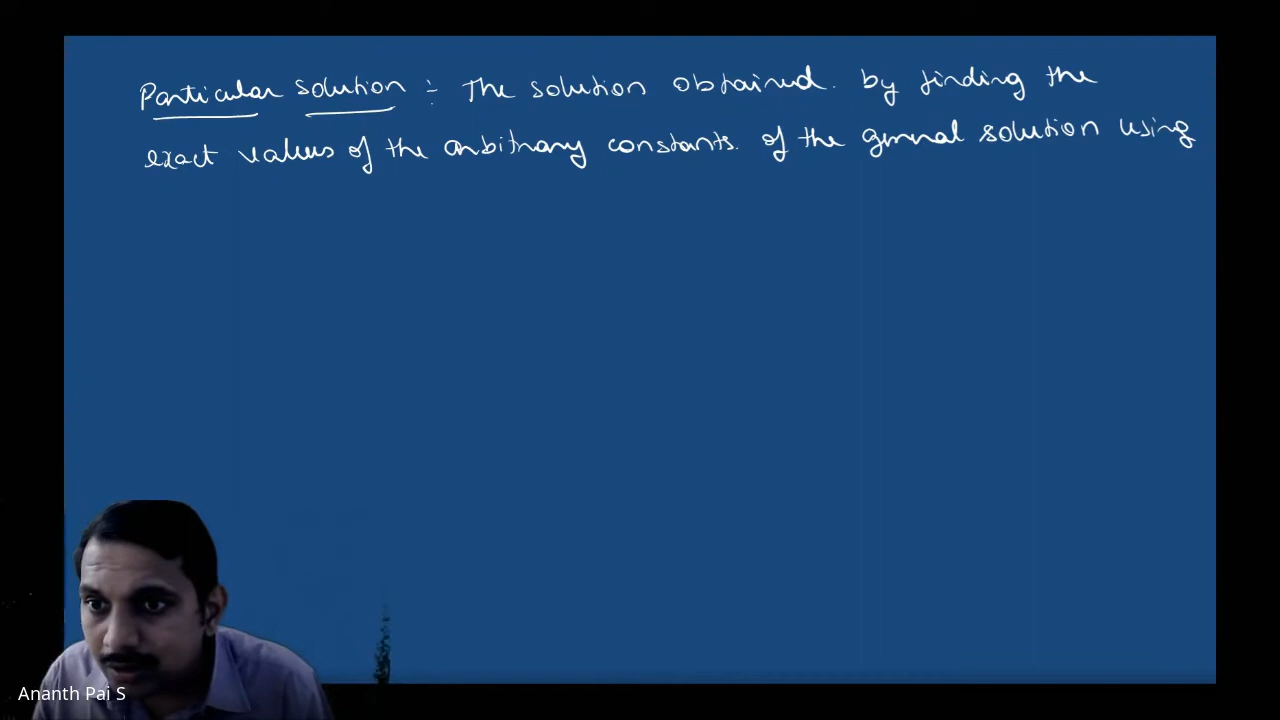 Particular solution :- The solution obtained. by finding the
exact values of the arbitrary constants. of the general solution using
Ananth Pai S